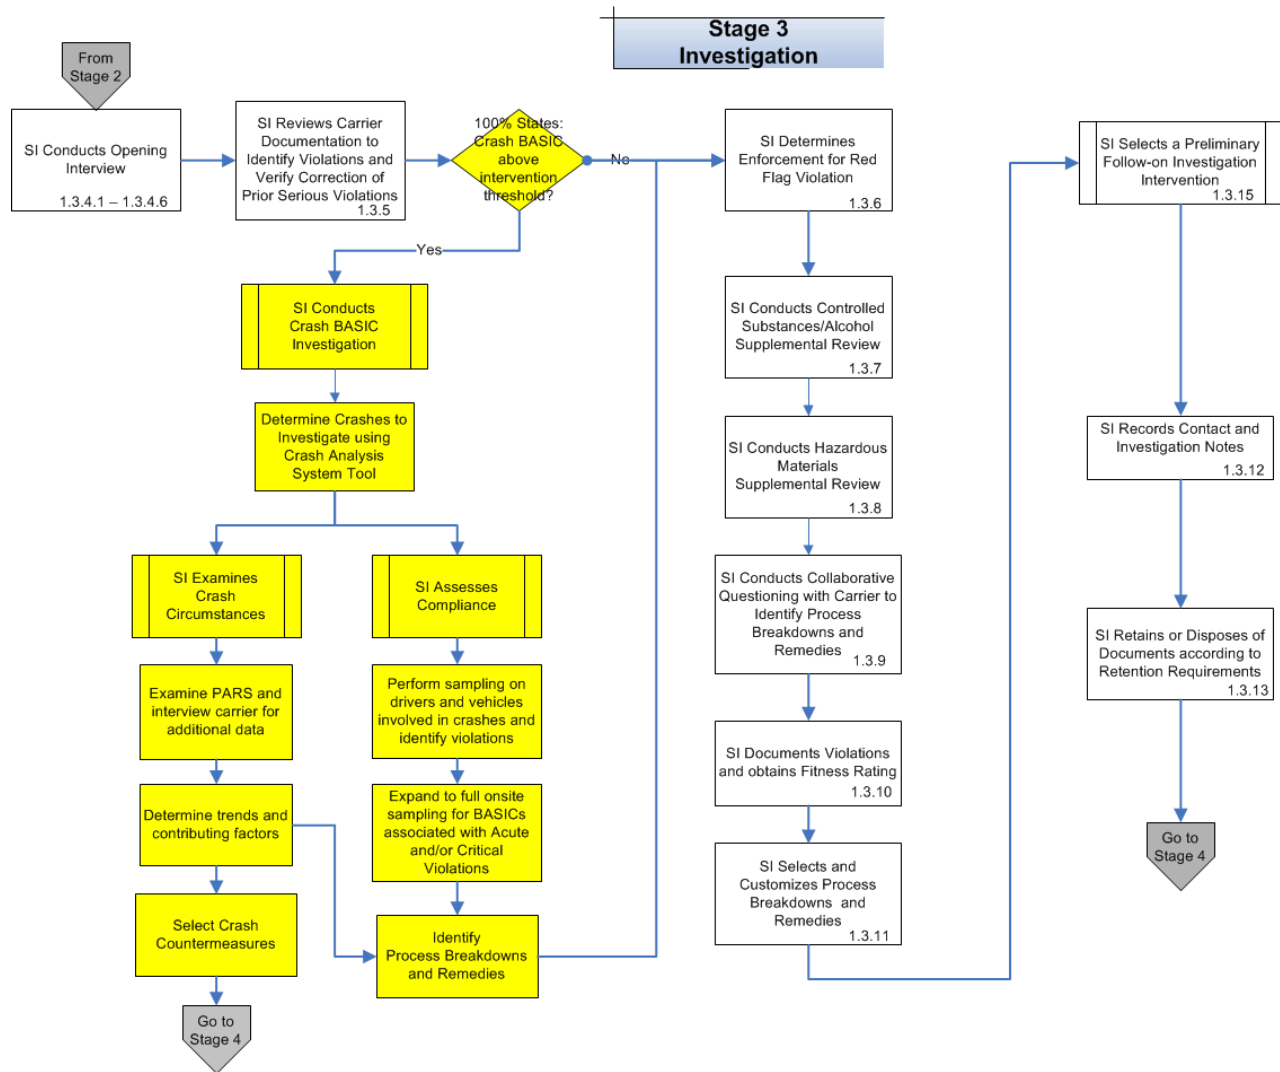 Stage 3
Investigation
From
Stage 2
SI Conducts Opening
Interview
1.3.4.1 – 1.3.4.6
SI Reviews Carrier
Documentation to
Identify Violations and
Verify Correction of
Prior Serious Violations
1.3.5
100% States:
Crash BASIC
above
intervention
threshold?
No
Yes
SI Conducts
Crash BASIC
Investigation
Determine Crashes to
Investigate using
Crash Analysis
System Tool
SI Examines
Crash
Circumstances
Examine PARS and
interview carrier for
additional data
Determine trends and
contributing factors
Select Crash
Countermeasures
Go to
Stage 4
SI Assesses
Compliance
Perform sampling on
drivers and vehicles
involved in crashes and
identify violations
Expand to full onsite
sampling for BASICs
associated with Acute
and/or Critical
Violations
Identify
Process Breakdowns
and Remedies
SI Determines
Enforcement for Red
Flag Violation
1.3.6
SI Conducts Controlled
Substances/Alcohol
Supplemental Review
1.3.7
SI Conducts Hazardous
Materials
Supplemental Review
1.3.8
SI Conducts Collaborative
Questioning with Carrier to
Identify Process
Breakdowns and
Remedies
1.3.9
SI Documents Violations
and obtains Fitness Rating
1.3.10
SI Selects and
Customizes Process
Breakdowns and
Remedies
1.3.11
SI Selects a Preliminary
Follow-on Investigation
Intervention
1.3.15
SI Records Contact and
Investigation Notes
1.3.12
SI Retains or Disposes of
Documents according to
Retention Requirements
1.3.13
Go to
Stage 4